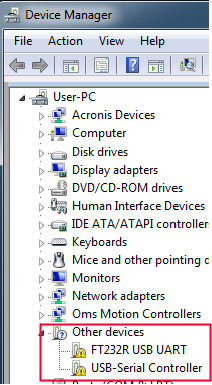 Device Manager
File Action View Help
User-PC
Acronis Devices
Computer
Disk drives
Display adapters
DVD/CD-ROM drives
Human Interface Devices
IDE ATA/ATAPI controller
Keyboards
Mice and other pointing d
Monitors
Network adapters
Oms Motion Controllers
Other devices
FT232R USB UART
USB-Serial Controller